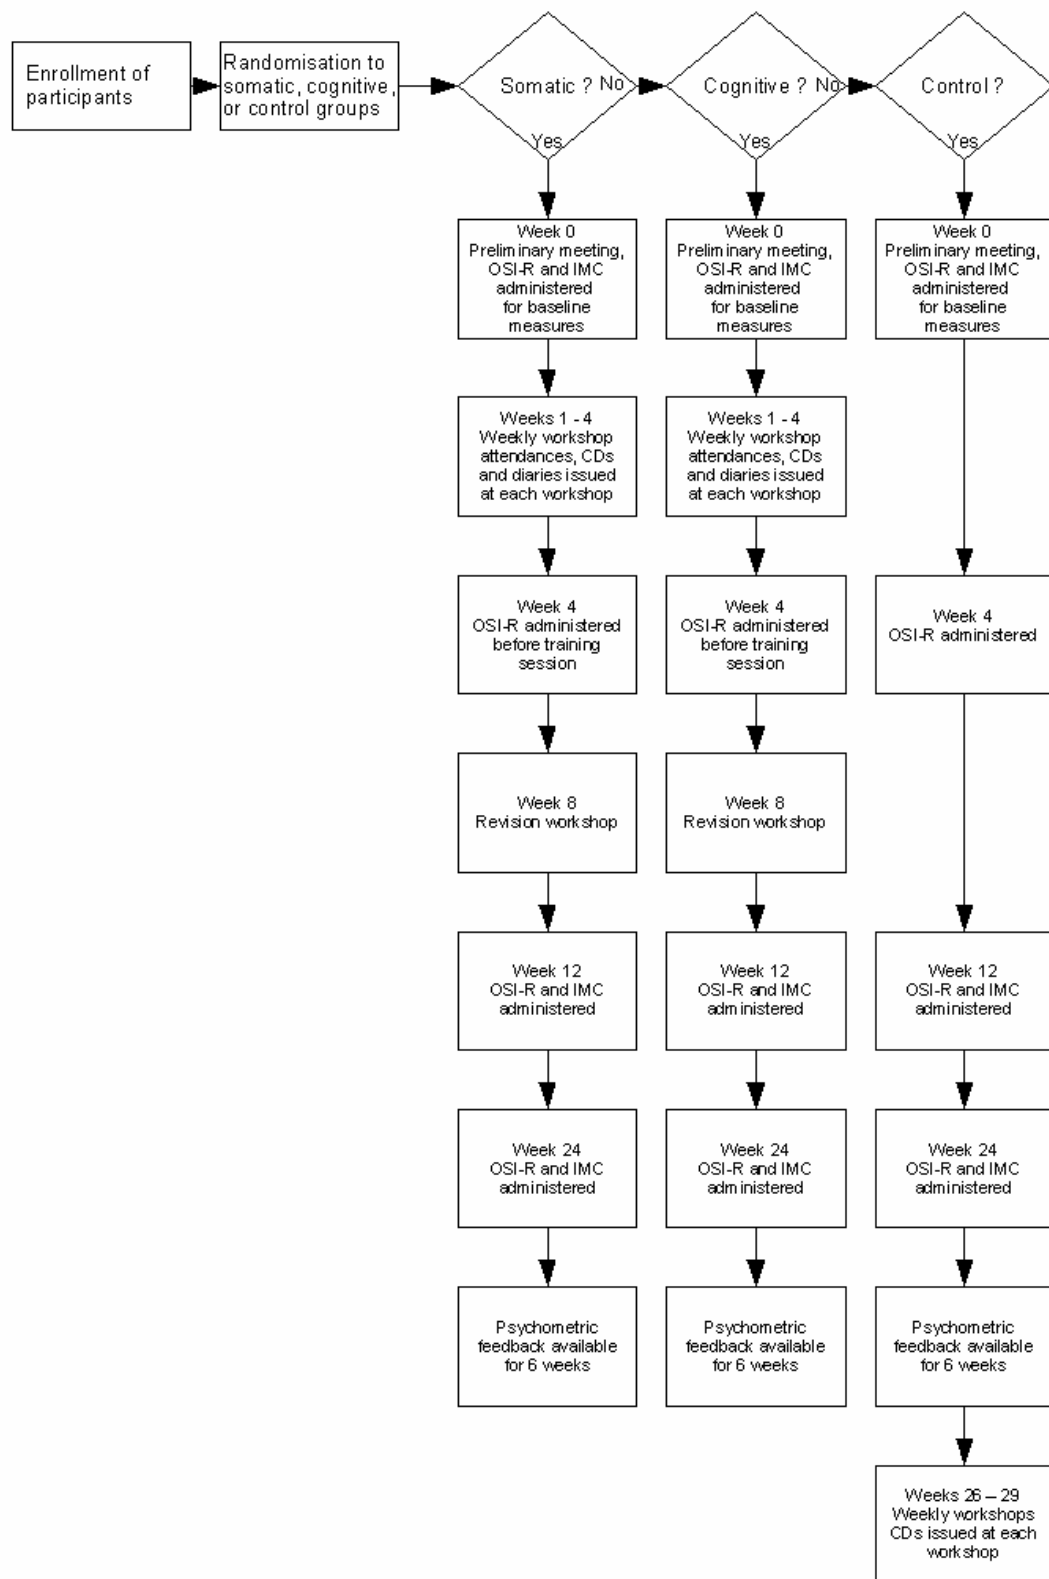 Enrollment of
participants
Randomisation to
somatic, cognitive,
or control groups
Somatic ? No
Yes
Cognitive ? No
Yes
Control ?
Yes
Week 0
Preliminary meeting,
OSI-R and IMC
administered
for baseline
measures
Week 0
Preliminary meeting,
OSI-R and IMC
administered
for baseline
measures
Week 0
Preliminary meeting,
OSI-R and IMC
administered
for baseline
measures
Weeks 1 - 4
Weekly workshop
attendances, CDs
and diaries issued
at each workshop
Weeks 1 - 4
Weekly workshop
attendances, CDs
and diaries issued
at each workshop
Week 4
OSI-R administered
before training
session
Week 4
OSI-R administered
before training
session
Week 4
OSI-R administered
Week 8
Revision workshop
Week 8
Revision workshop
Week 12
OSI-R and IMC
administered
Week 12
OSI-R and IMC
administered
Week 12
OSI-R and IMC
administered
Week 24
OSI-R and IMC
administered
Week 24
OSI-R and IMC
administered
Week 24
OSI-R and IMC
administered
Psychometric
feedback available
for 6 weeks
Psychometric
feedback available
for 6 weeks
Psychometric
feedback available
for 6 weeks
Weeks 26 – 29
Weekly workshops
CDs issued at each
workshop